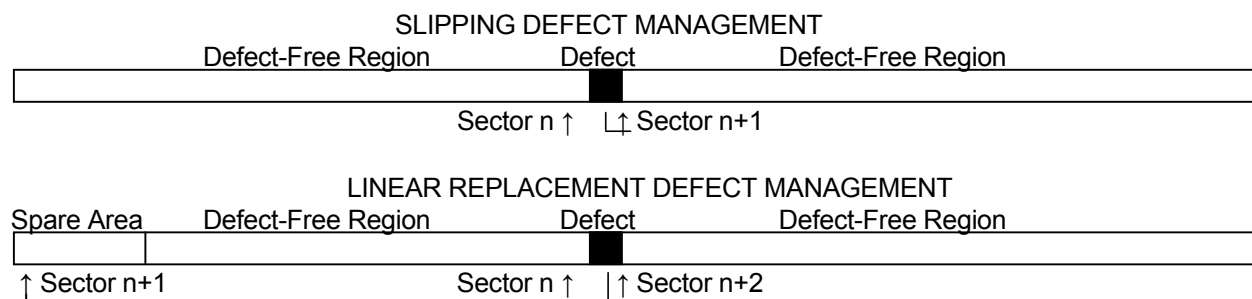 SLIPPING DEFECT MANAGEMENT
Defect-Free Region Defect Defect-Free Region
Sector n ↑ ↑ Sector n+1
LINEAR REPLACEMENT DEFECT MANAGEMENT
Spare Area Defect-Free Region Defect Defect-Free Region
↑ Sector n+1 Sector n ↑ ↑ Sector n+2